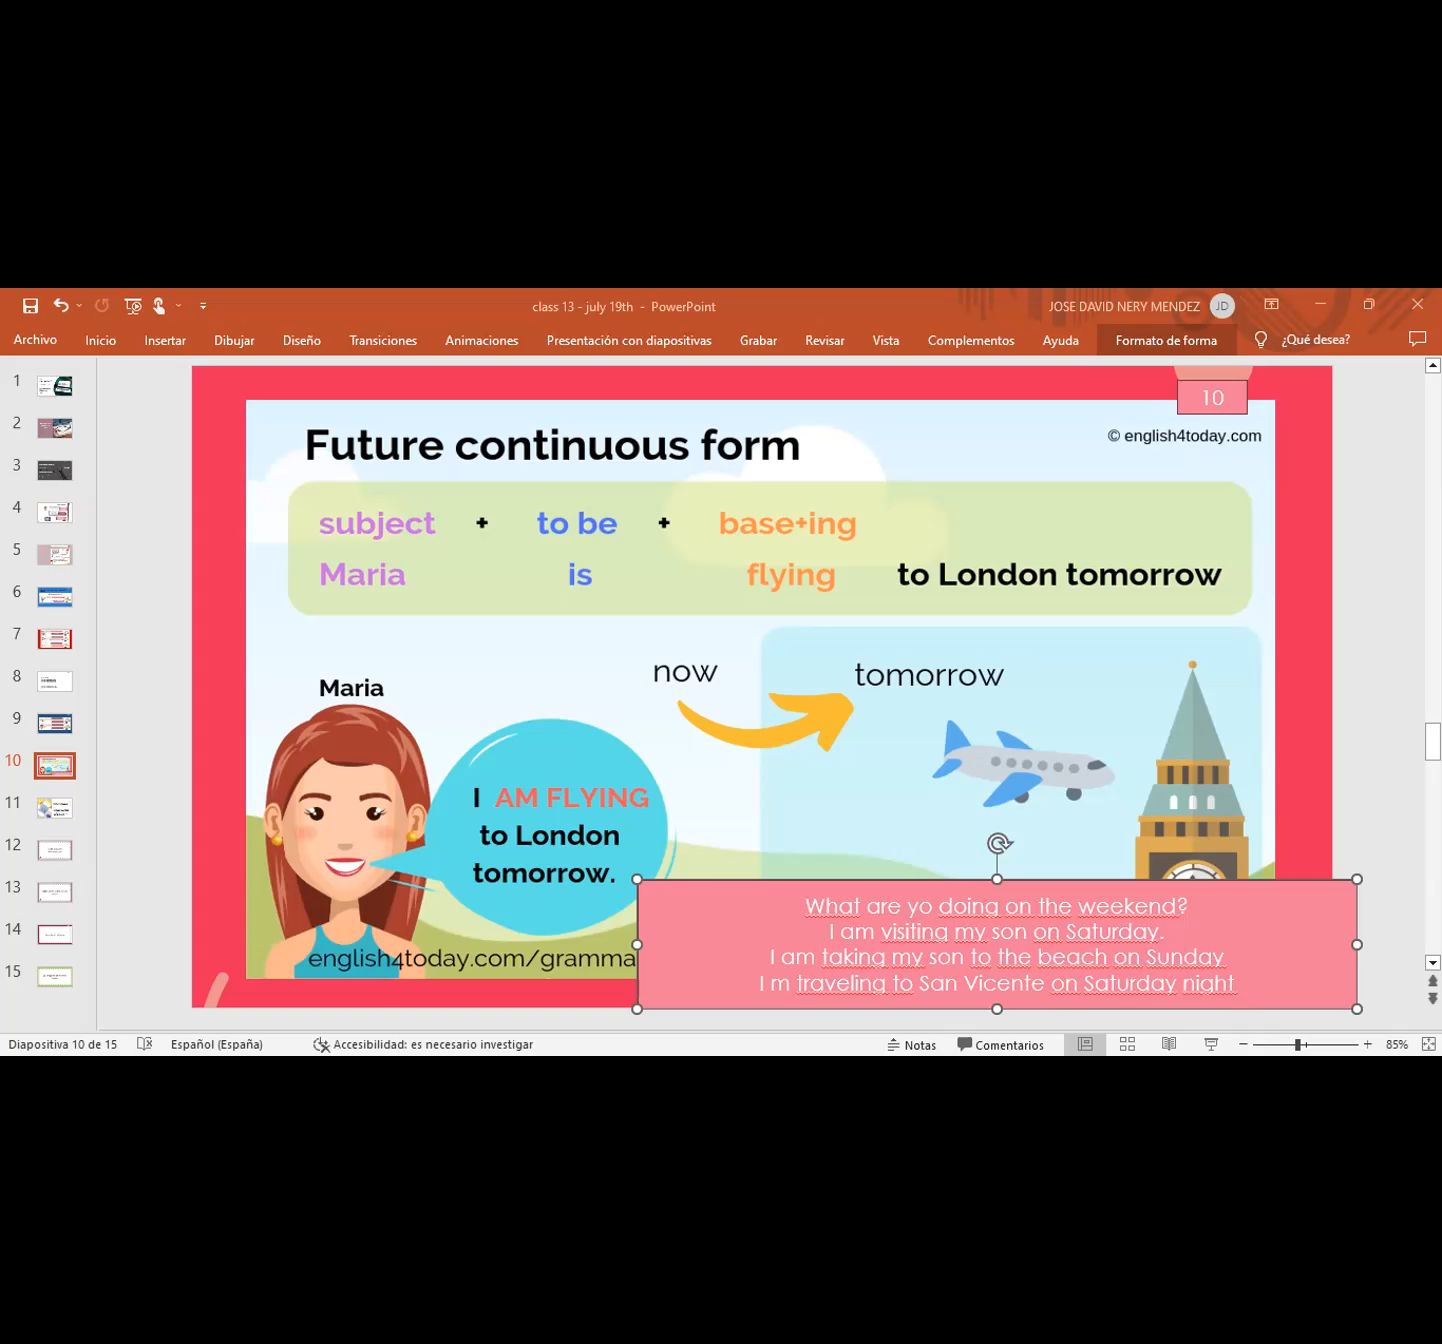 class 13 - july 19th - PowerPoint
JOSE DAVID NERY MENDEZ JD
Archivo Inicio Insertar Dibujar Diseño Transiciones Animaciones Presentación con diapositivas Grabar Revisar Vista Complementos Ayuda Formato de forma ¿Qué desea?
1
2
3
4
5
6
7
8
9
10
11
12
13
14
15
10
© english4today.com
Future continuous form
subject + to be + base+ing
Maria is flying to London tomorrow
now
tomorrow
Maria
I AM FLYING
to London
tomorrow.
english4today.com/gramma
What are yo doing on the weekend?
I am visiting my son on Saturday.
I am taking my son to the beach on Sunday
I m traveling to San Vicente on Saturday night
Diapositiva 10 de 15 Español (España) Accesibilidad: es necesario investigar Notas Comentarios 85%